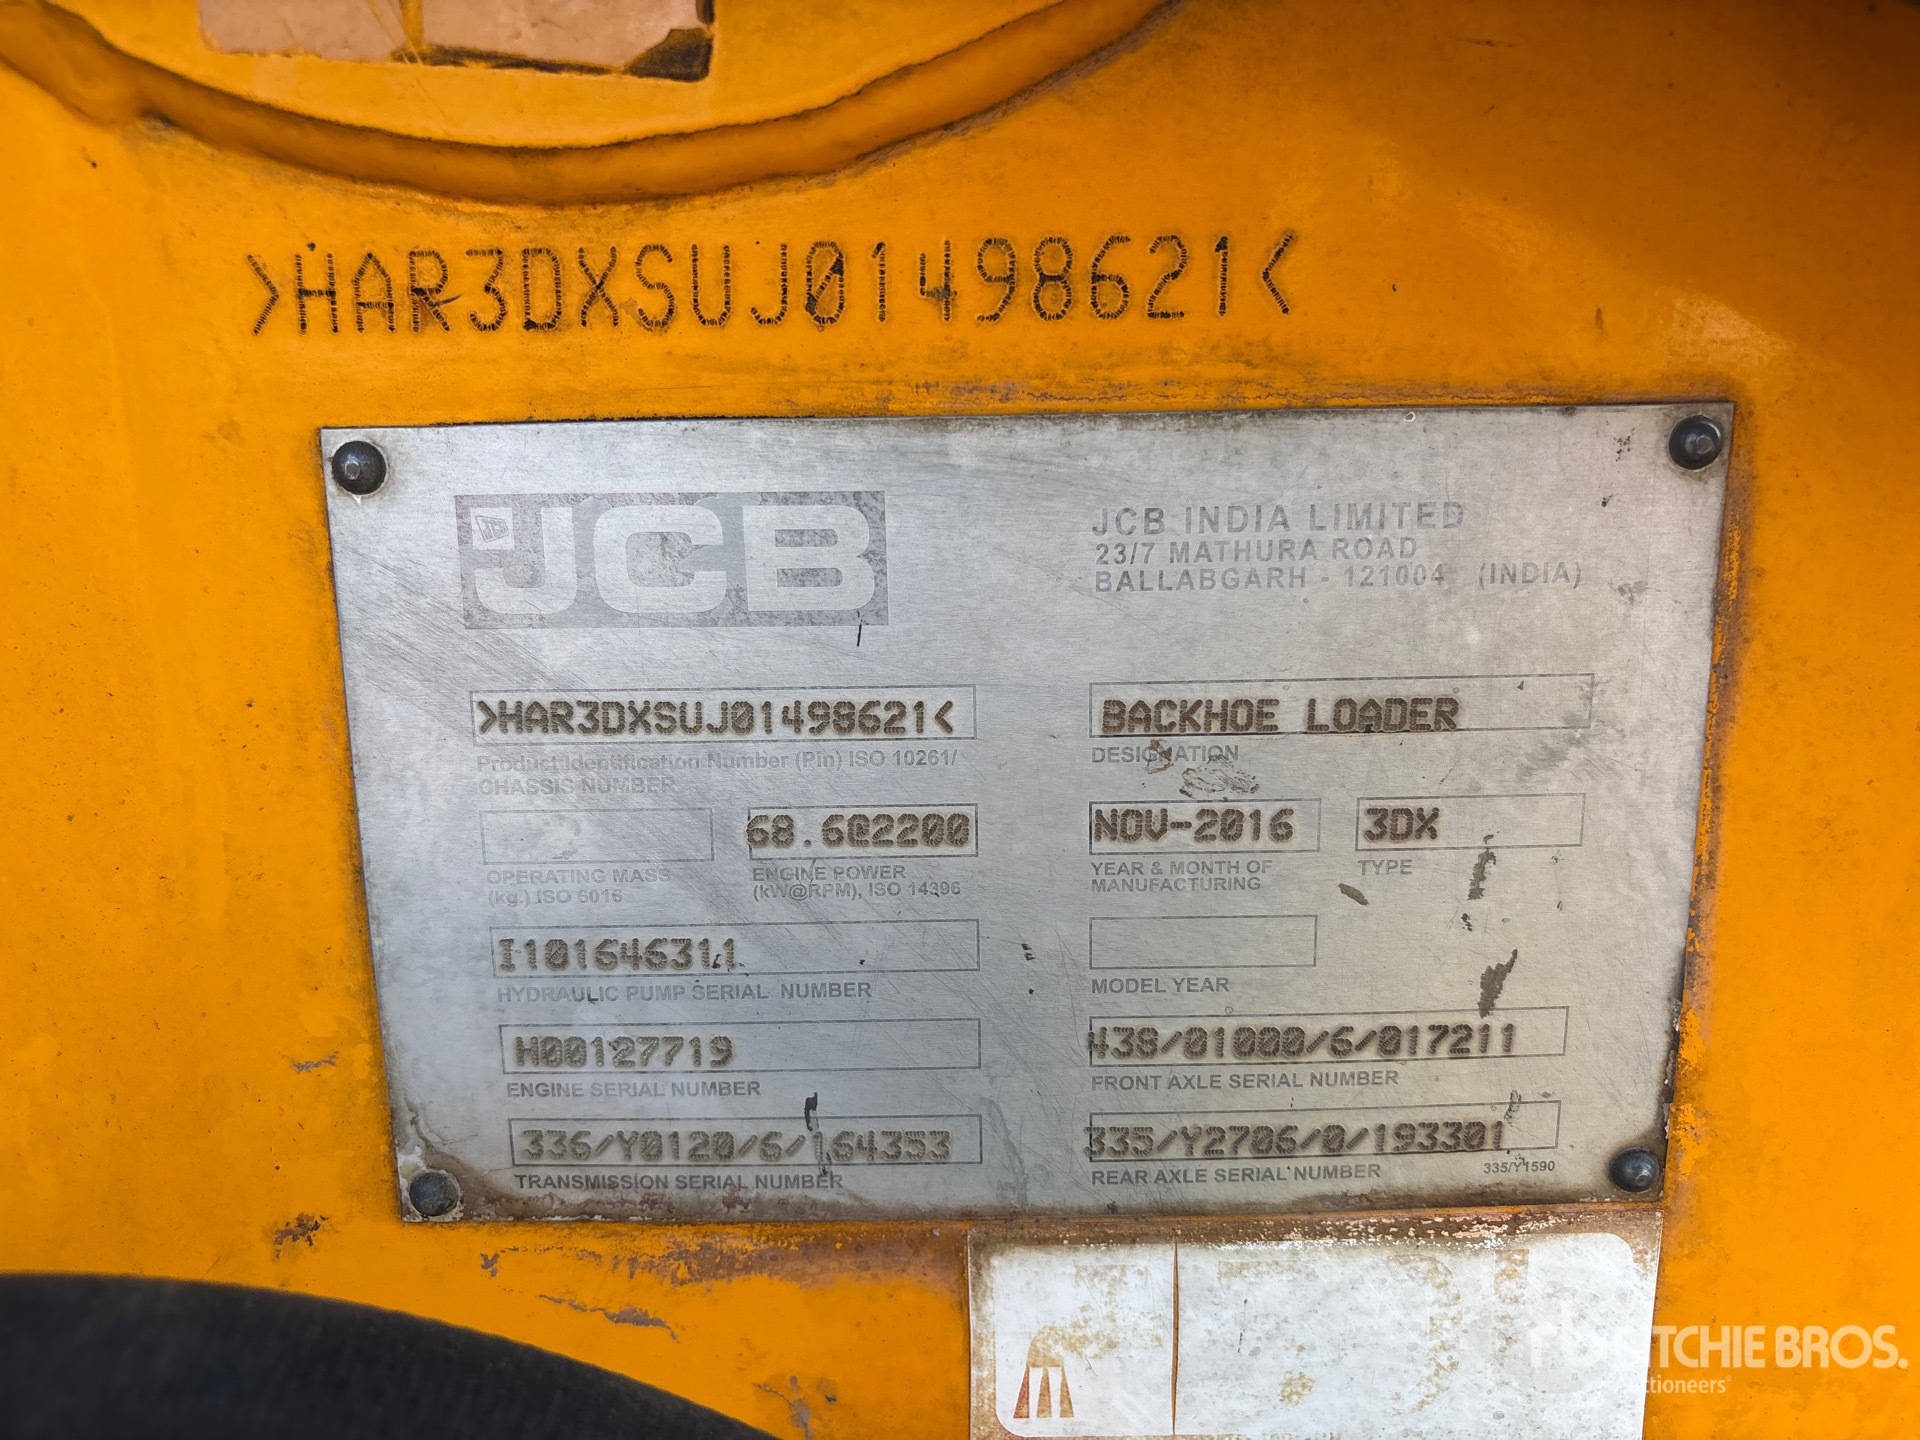 >HAR3DXSUJ01498621<
JCB
JCB INDIA LIMITED
23/7 MATHURA ROAD
BALLABGARH - 121004 (INDIA)
>HAR3DXSUJ01498621<
Product Identification Number (Pin) ISO 10261/
CHASSIS NUMBER
BACKHOE LOADER
DESIGNATION
68.6@2200
OPERATING MASS
(kg.) ISO 6016
ENGINE POWER
(kW@RPM), ISO 14396
NOV-2016
YEAR & MONTH OF
MANUFACTURING
3DX
TYPE
I101646311
HYDRAULIC PUMP SERIAL NUMBER
MODEL YEAR
H00127719
ENGINE SERIAL NUMBER
438/01000/6/017211
FRONT AXLE SERIAL NUMBER
336/Y0120/6/164353
TRANSMISSION SERIAL NUMBER
335/Y2706/0/193301
REAR AXLE SERIAL NUMBER
335/Y1590
rb RITCHIE BROS.
Auctioneers®